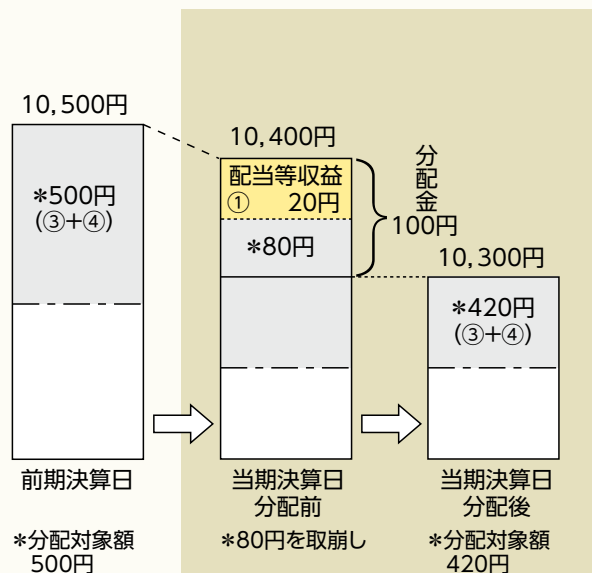 10,500円
*500円
(③+④)
前期決算日
*分配対象額
500円
10,400円
配当等収益
① 20円
*80円
分配金
100円
当期決算日
分配前
*80円を取崩し
10,300円
*420円
(③+④)
当期決算日
分配後
*分配対象額
420円